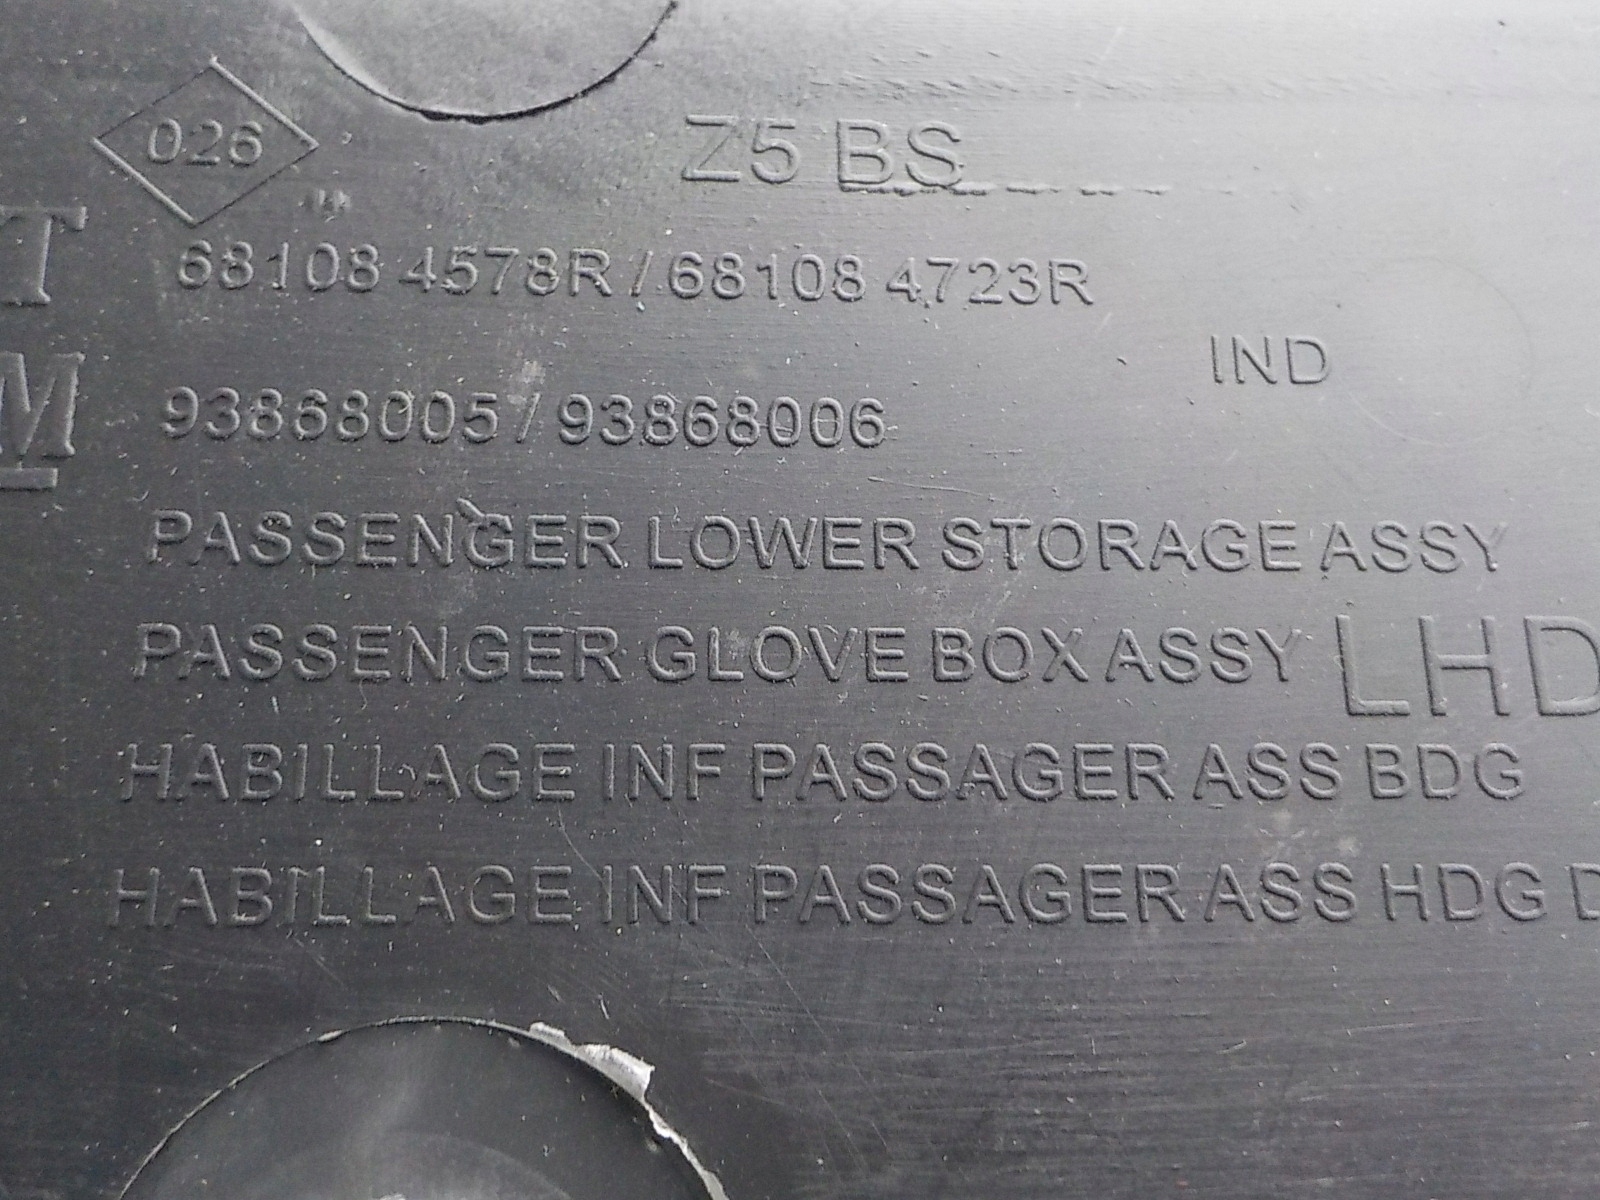 026
Z5 BS
T
68108 4578R / 68108 4723R
IND
M
93868005 / 93868006
PASSENGER LOWER STORAGE ASSY
PASSENGER GLOVE BOX ASSY LHD
HABILLAGE INF PASSAGER ASS BDG
HABILLAGE INF PASSAGER ASS HDG D